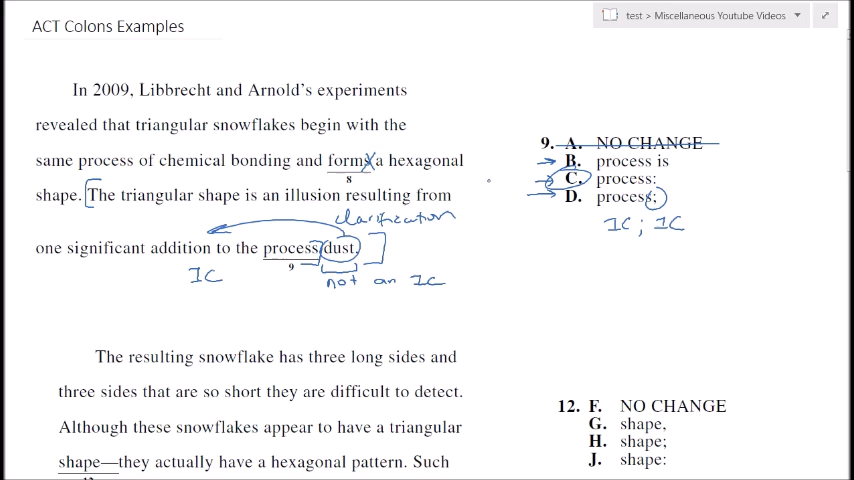 ACT Colons Examples
test > Miscellaneous Youtube Videos
In 2009, Libbrecht and Arnold's experiments
revealed that triangular snowflakes begin with the
same process of chemical bonding and forms a hexagonal
8
shape. The triangular shape is an illusion resulting from
clarification
one significant addition to the process dust.
9
IC
not an IC
9. A. NO CHANGE
B. process is
C. process:
D. process;
IC ; IC
The resulting snowflake has three long sides and
three sides that are so short they are difficult to detect.
Although these snowflakes appear to have a triangular
shape—they actually have a hexagonal pattern. Such
12. F. NO CHANGE
G. shape,
H. shape;
J. shape: